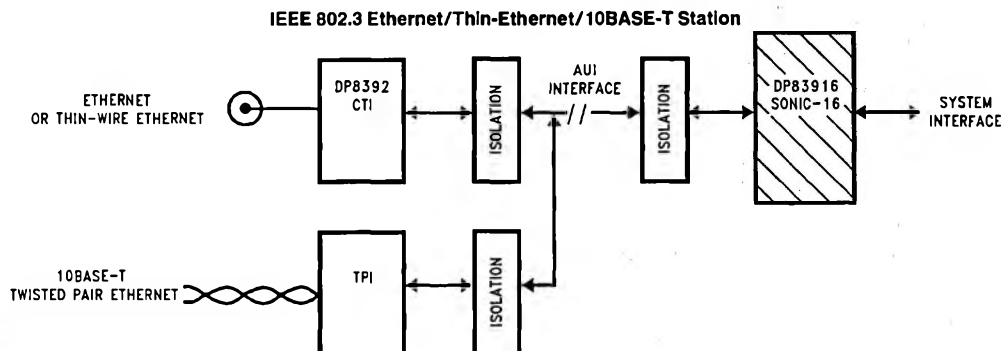 IEEE 802.3 Ethernet/Thin-Ethernet/10BASE-T Station
ETHERNET
OR THIN-WIRE ETHERNET
DP8392
CTI
ISOLATION
AUI
INTERFACE
ISOLATION
DP83916
SONIC-16
SYSTEM
INTERFACE
10BASE-T
TWISTED PAIR ETHERNET
TPI
ISOLATION